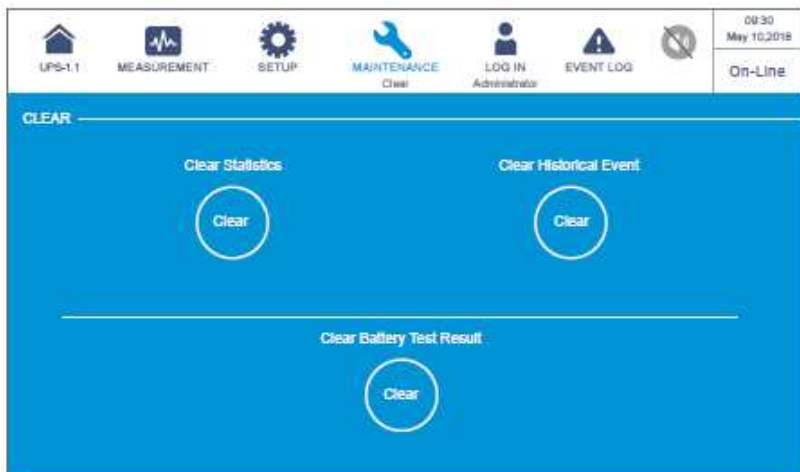 UPS-1.1
MEASUREMENT
SETUP
MAINTENANCE
Clear
LOG IN
Administrator
EVENT LOG
09:30
May 10,2018
On-Line
CLEAR
Clear Statistics
Clear Historical Event
Clear
Clear
Clear Battery Test Result
Clear